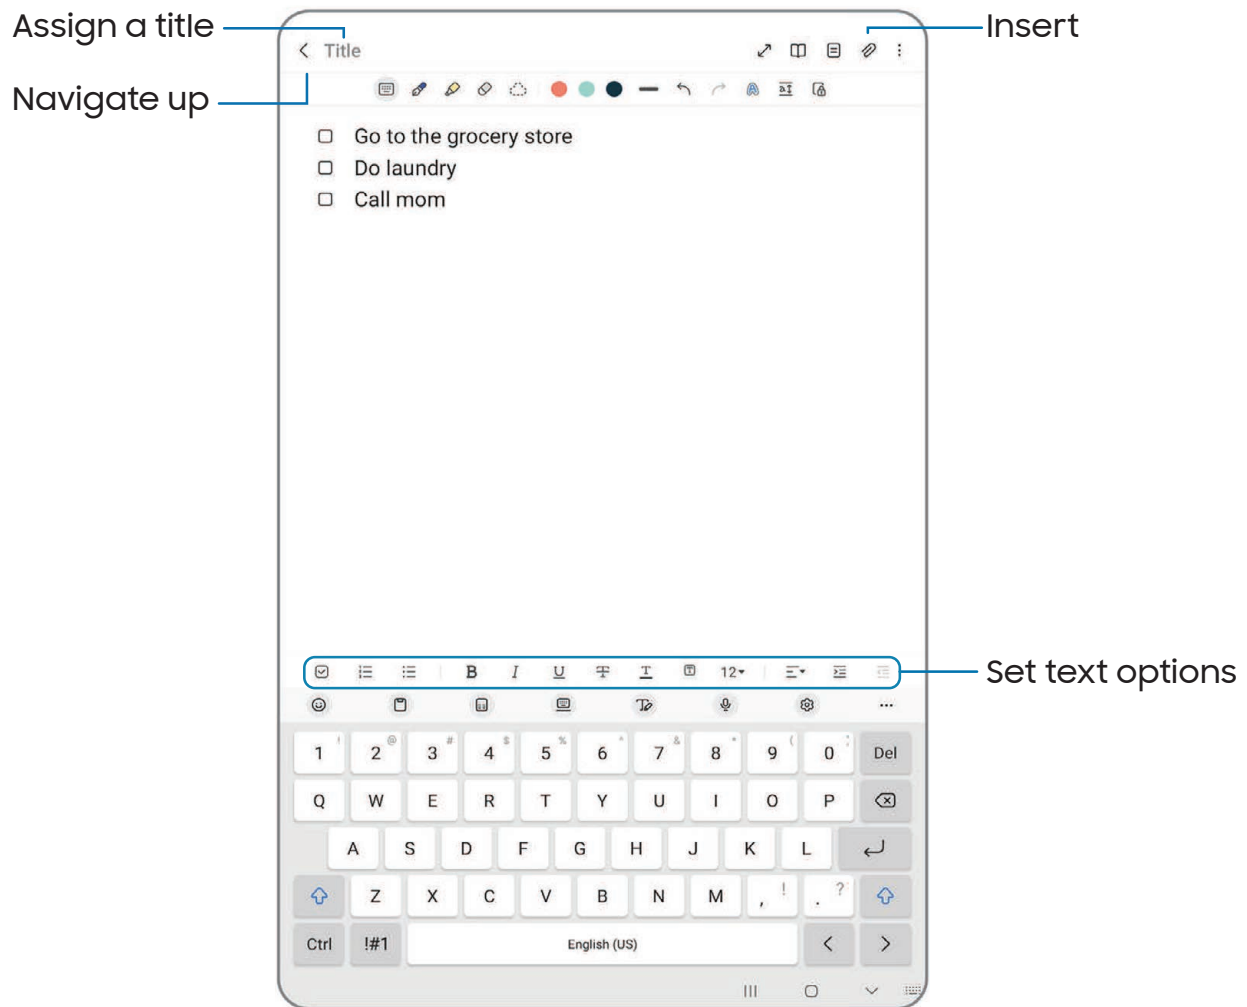 Assign a title
Insert
Title
Navigate up
Go to the grocery store
Do laundry
Call mom
B I U T T T 12
Set text options
1 ! 2 @ 3 # 4 $ 5 % 6 ^ 7 & 8 * 9 ( 0 Del
Q W E R T Y U I O P
A S D F G H J K L
Z X C V B N M , ! . ?
Ctrl !#1 English (US) < >